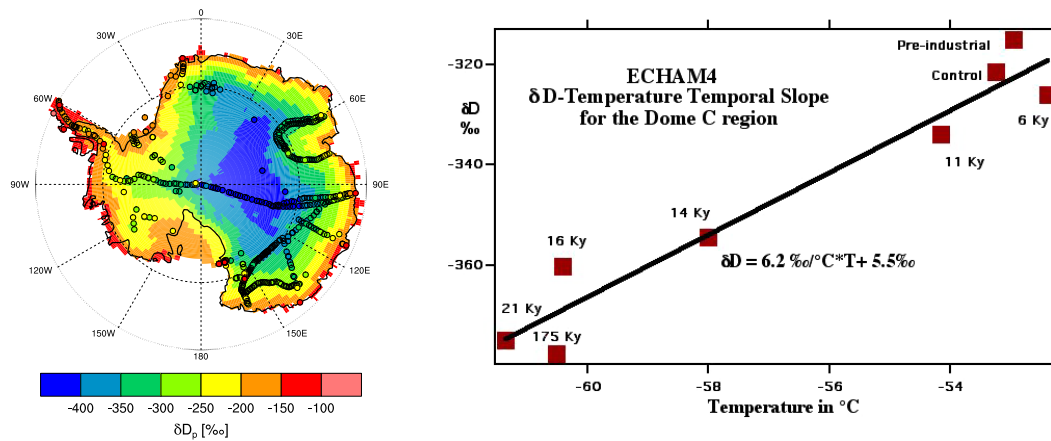 0
30W
30E
60W
60E
90W
90E
120W
120E
150W
150E
180
-400 -350 -300 -250 -200 -150 -100
δDp [‰]
ECHAM4
δD-Temperature Temporal Slope
for the Dome C region
Pre-industrial
Control
6 Ky
11 Ky
14 Ky
16 Ky
21 Ky
175 Ky
δD = 6.2 ‰/°C*T+ 5.5‰
-320
δD
‰
-340
-360
-60 -58 -56 -54
Temperature in °C